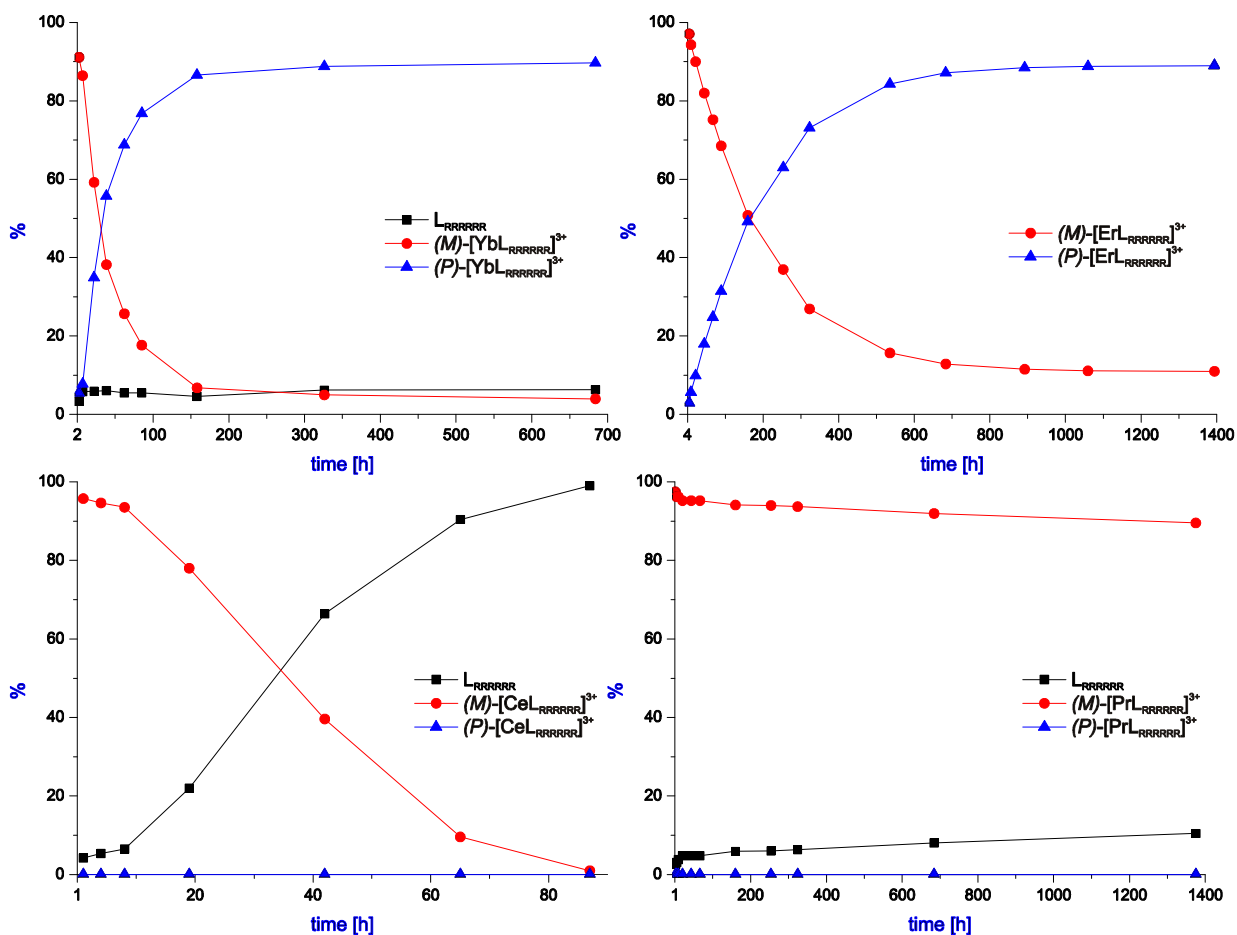 100
80
60
40
20
0
%
L_RRRRRR
(M)-[YbL_RRRRRR]³⁺
(P)-[YbL_RRRRRR]³⁺
2 100 200 300 400 500 600 700
time [h]
100
80
60
40
20
0
%
(M)-[ErL_RRRRRR]³⁺
(P)-[ErL_RRRRRR]³⁺
4 200 400 600 800 1000 1200 1400
time [h]
100
80
60
40
20
0
%
L_RRRRRR
(M)-[CeL_RRRRRR]³⁺
(P)-[CeL_RRRRRR]³⁺
1 20 40 60 80
time [h]
100
80
60
40
20
0
%
L_RRRRRR
(M)-[PrL_RRRRRR]³⁺
(P)-[PrL_RRRRRR]³⁺
1 200 400 600 800 1000 1200 1400
time [h]